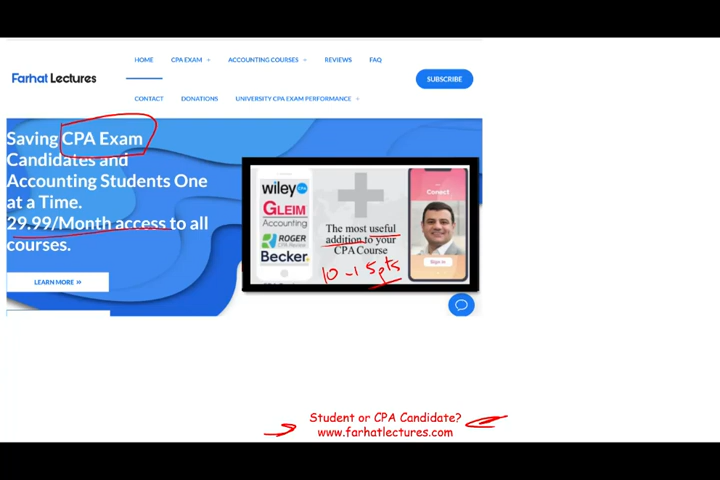 HOME
CPA EXAM
ACCOUNTING COURSES
REVIEWS
FAQ
Farhat Lectures
SUBSCRIBE
CONTACT
DONATIONS
UNIVERSITY CPA EXAM PERFORMANCE
Saving CPA Exam
Candidates and
Accounting Students One
at a Time.
29.99/Month access to all
courses.
LEARN MORE »
wiley CPA
GLEIM
Accounting
ROGER
CPA Review
Becker.
The most useful
addition to your
CPA Course
10-15pts
Conect
Sign in
Student or CPA Candidate?
www.farhatlectures.com